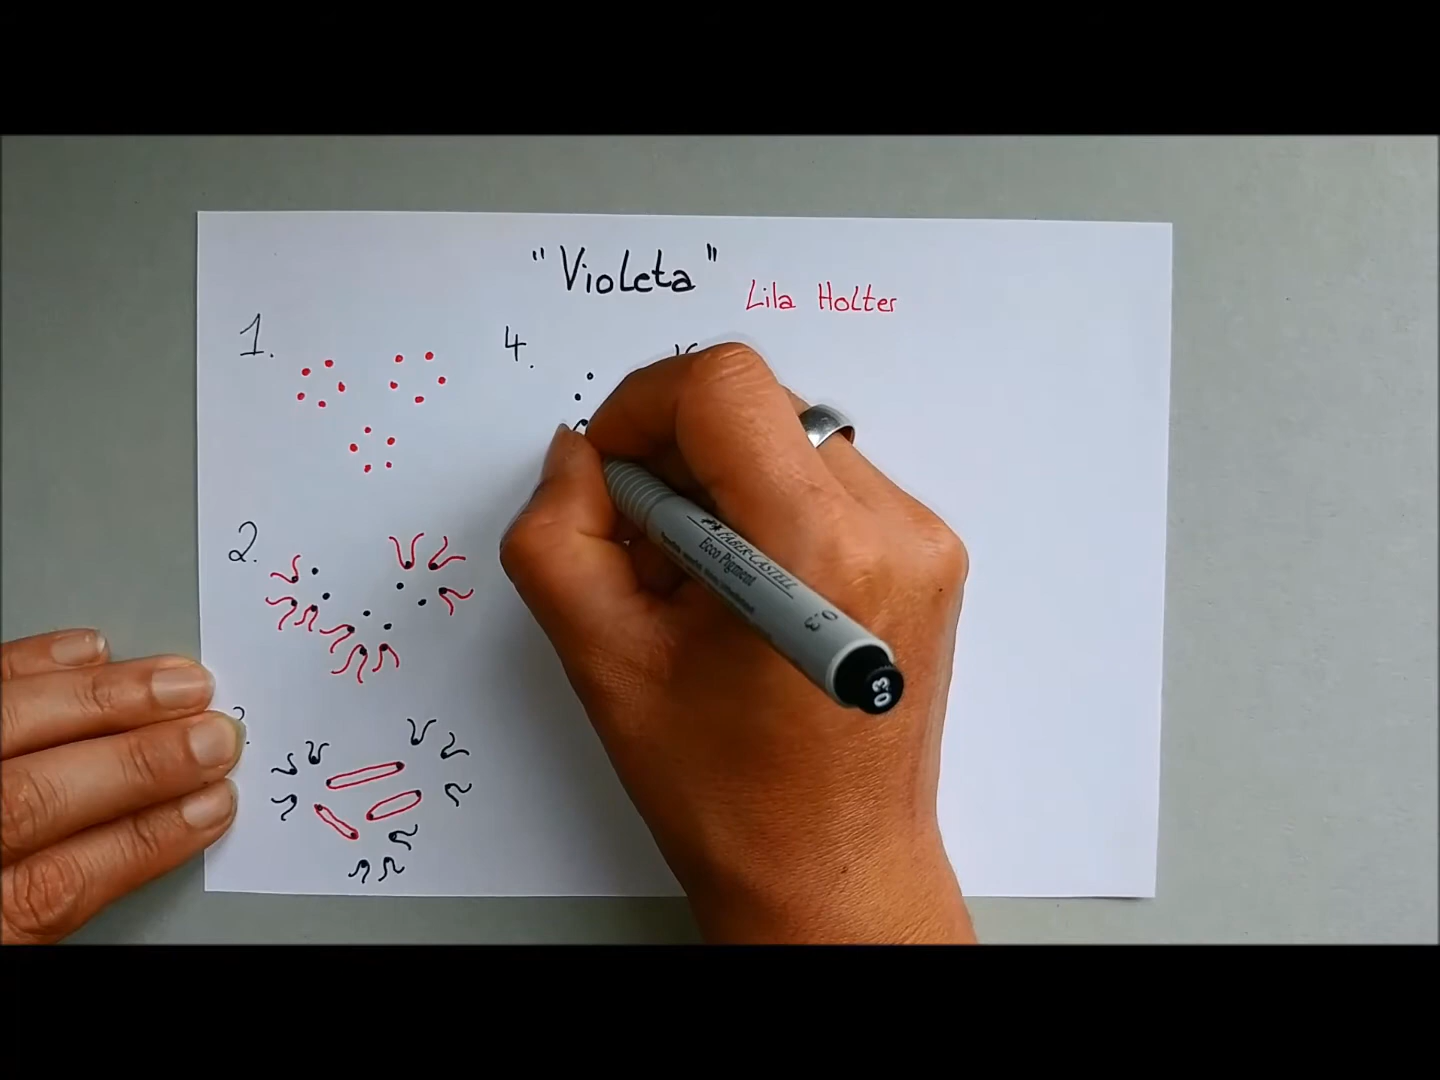 "Violeta"
Lila Holter
1.
4.
2.
FABER-CASTELL
Ecco Pigment
0.3
03